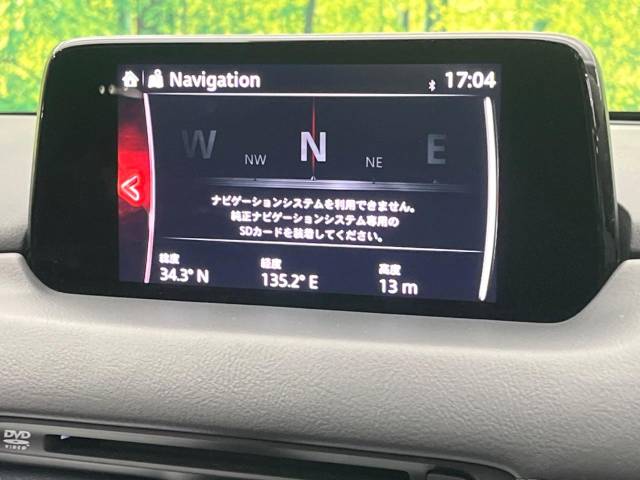 Navigation
17:04
W NW N NE E
ナビゲーションシステムを利用できません。
純正ナビゲーションシステム専用の
SDカードを装着してください。
緯度 経度 高度
34.3° N 135.2° E 13 m
DVD
VIDEO